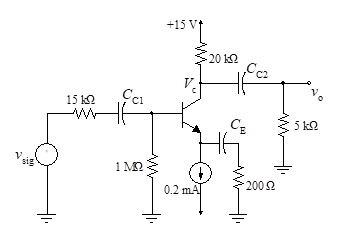 +15 V
20 kΩ
V_c
C_C2
v_o
15 kΩ
C_C1
C_E
5 kΩ
v_sig
1 MΩ
0.2 mA
200 Ω